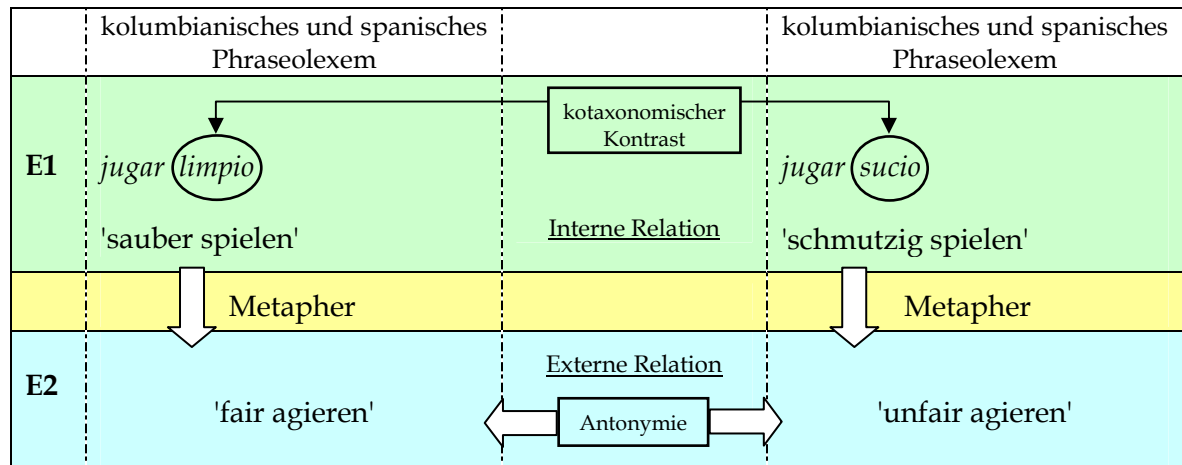 kolumbianisches und spanisches
Phraseolexem
kolumbianisches und spanisches
Phraseolexem
E1
kotaxonomischer
Kontrast
jugar limpio
jugar sucio
'sauber spielen'
Interne Relation
'schmutzig spielen'
Metapher
Metapher
E2
Externe Relation
'fair agieren'
Antonymie
'unfair agieren'